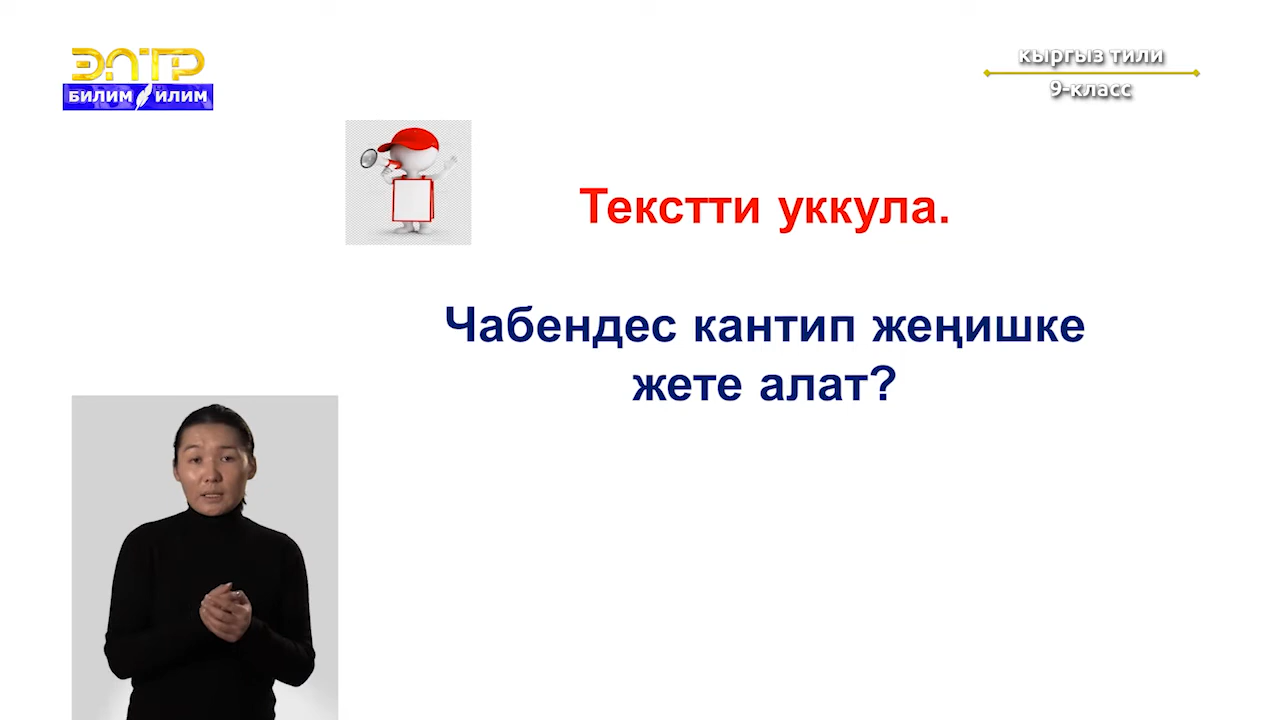 ЭЛТР
БИЛИМ ИЛИМ
кыргыз тили
9-класс
Текстти уккула.
Чабендес кантип жеңишке
жете алат?